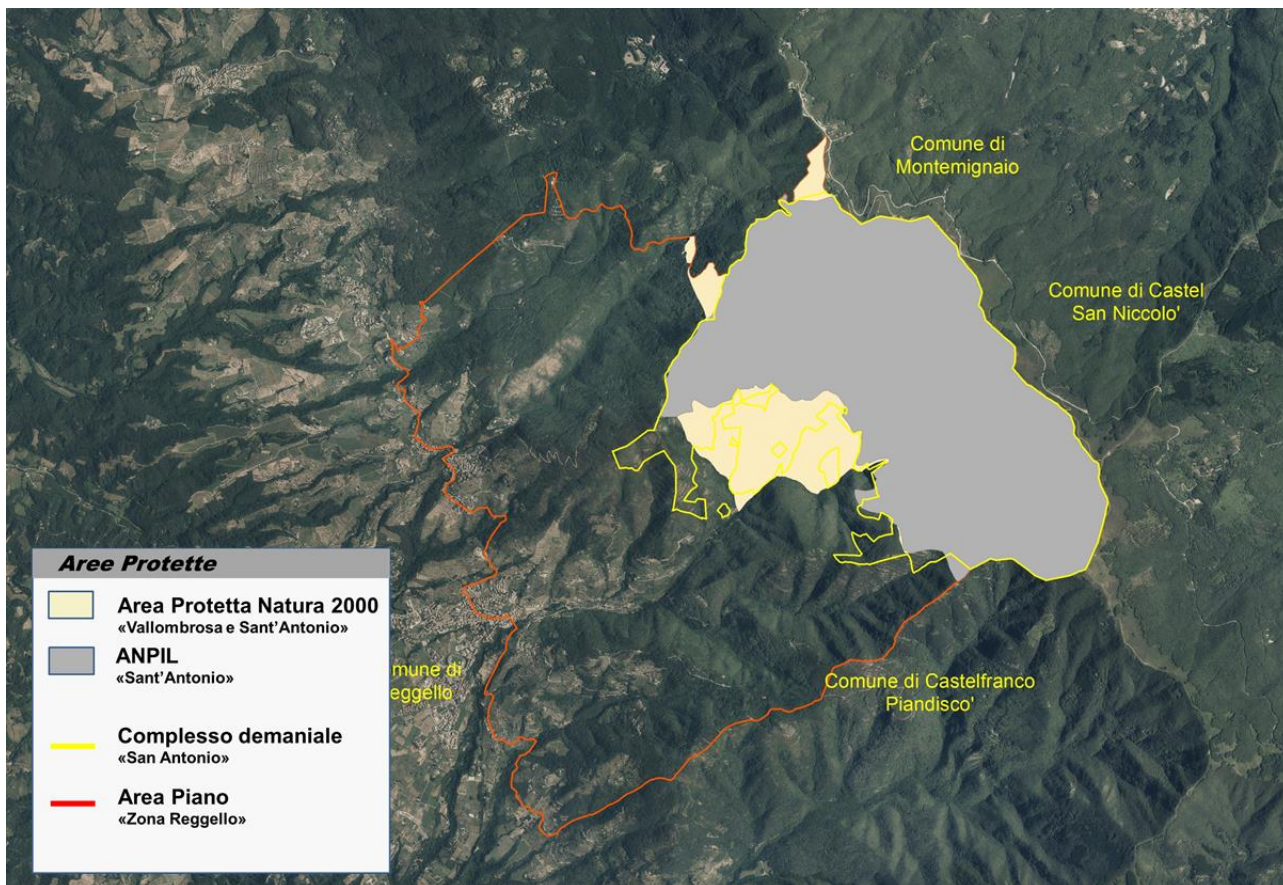 Comune di
Montemignaio
Comune di Castel
San Niccolo'
Aree Protette
Area Protetta Natura 2000
«Vallombrosa e Sant'Antonio»
ANPIL
«Sant'Antonio»
Complesso demaniale
«San Antonio»
Area Piano
«Zona Reggello»
mune di
eggello
Comune di Castelfranco
Piandisco'